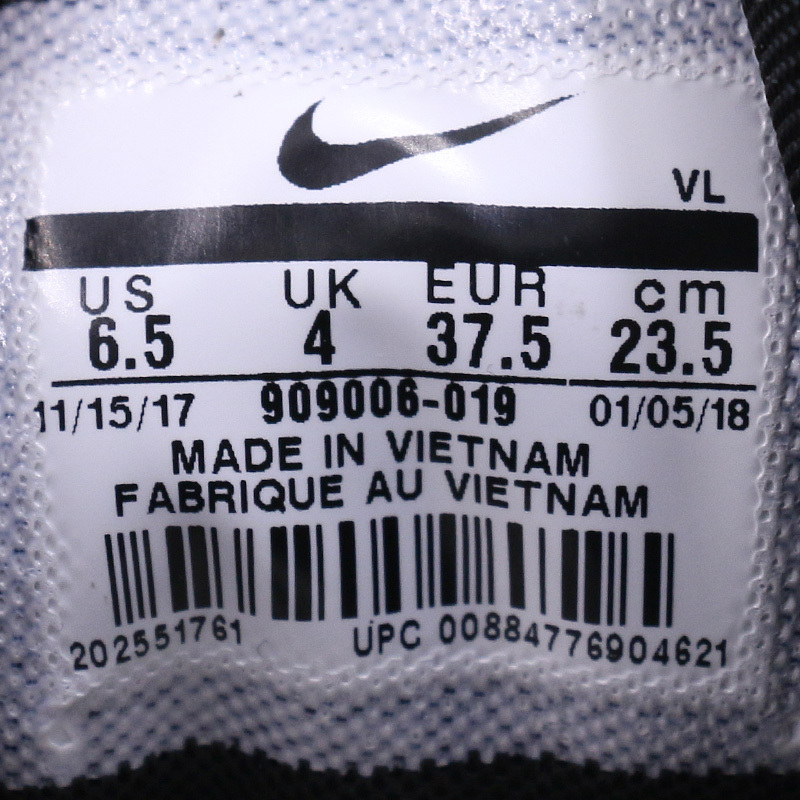 VL
US UK EUR cm
6.5 4 37.5 23.5
11/15/17 909006-019 01/05/18
MADE IN VIETNAM
FABRIQUE AU VIETNAM
202551761 UPC 00884776904621